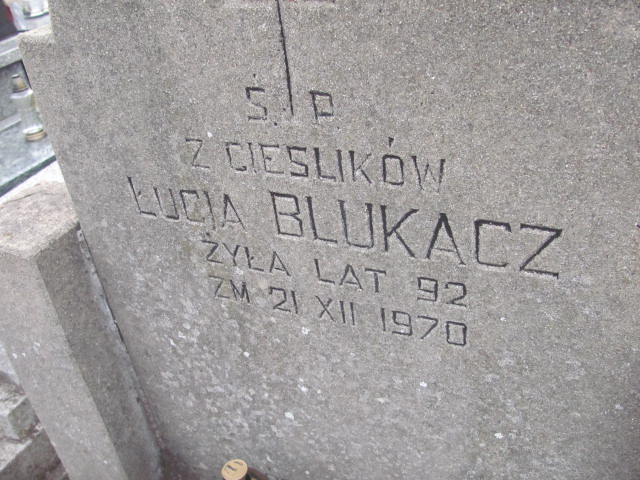 Ś. P.
Z CIEŚLIKÓW
ŁUCJA BLUKACZ
ŻYŁA LAT 92
ZM 21 XII 1970